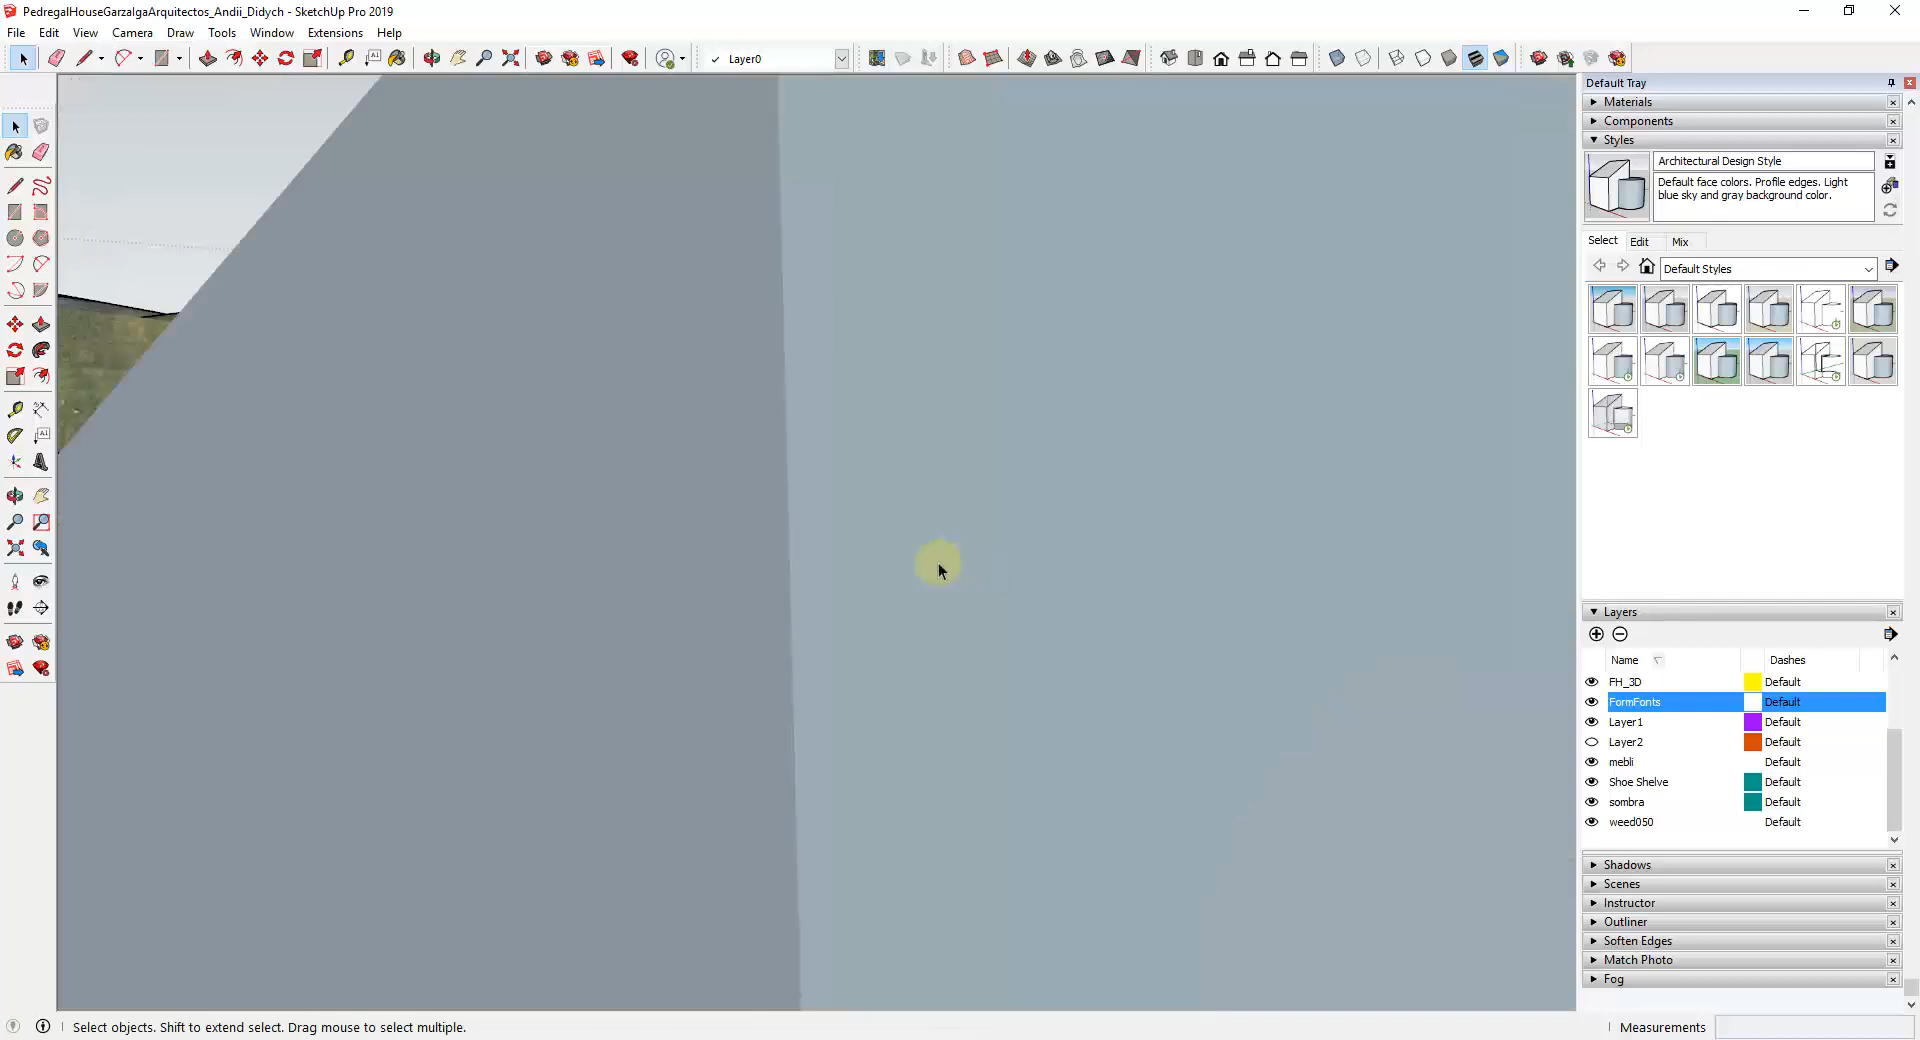 PedregalHouseGarzalgaArquitectos_Andii_Didych - SketchUp Pro 2019
File Edit View Camera Draw Tools Window Extensions Help
Layer0
Default Tray
Materials
Components
Styles
Architectural Design Style
Default face colors. Profile edges. Light
blue sky and gray background color.
Select Edit Mix
Default Styles
Layers
Name Dashes
FH_3D Default
FormFonts Default
Layer1 Default
Layer2 Default
mebli Default
Shoe Shelve Default
sombra Default
weed050 Default
Shadows
Scenes
Instructor
Outliner
Soften Edges
Match Photo
Fog
Select objects. Shift to extend select. Drag mouse to select multiple.
Measurements